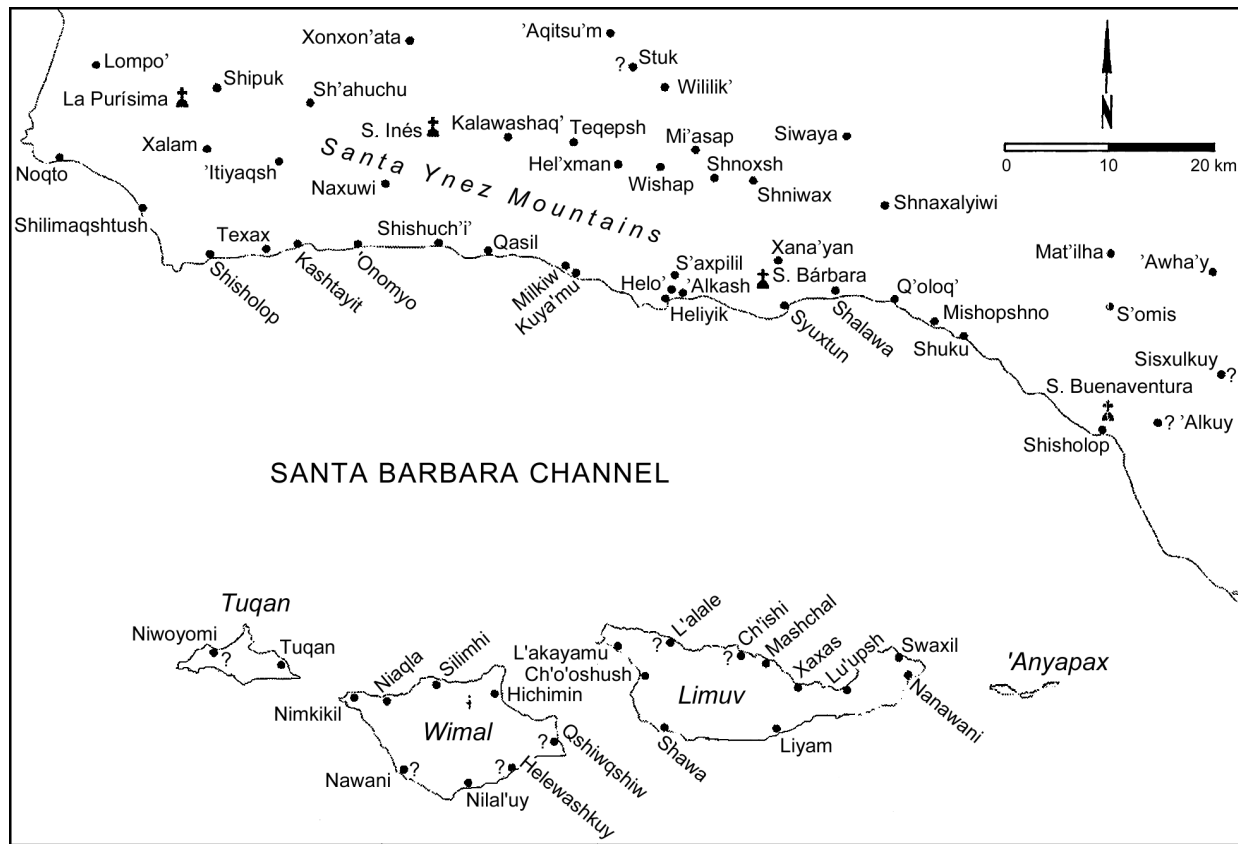 Xonxon'ata
'Aqitsu'm
Lompo'
? Stuk
Shipuk
Wililik'
La Purísima
Sh'ahuchu
N
S. Inés
Kalawashaq'
Teqepsh
Mi'asap
Siwaya
0 10 20 km
Xalam
'Itiyaqsh
Hel'xman
Wishap
Shnoxsh
Shniwax
Noqto
Naxuwi
Santa Ynez Mountains
Shnaxalyiwi
Shilimaqshtush
Texax
Shisholop
Kashtayit
'Onomyo
Shishuch'i'
Qasil
Milkiw
Kuya'mu
Helo'
S'axpilil
'Alkash
Heliyik
Xana'yan
S. Bárbara
Syuxtun
Shalawa
Q'oloq'
Mishopshno
Shuku
Mat'ilha
'Awha'y
S'omis
Sisxulkuy
?
S. Buenaventura
? 'Alkuy
Shisholop
SANTA BARBARA CHANNEL
Tuqan
Niwoyomi
?
Tuqan
Nimkikil
Niaqla
Silimhi
Hichimin
Wimal
Qshiwqshiw
?
Nawani
?
Nilal'uy
Helewashkuy
?
L'akayamu
Ch'o'oshush
L'alale
?
Ch'ishi
?
Mashchal
Xaxas
Lu'upsh
Swaxil
Nanawani
Limuv
Shawa
Liyam
'Anyapax